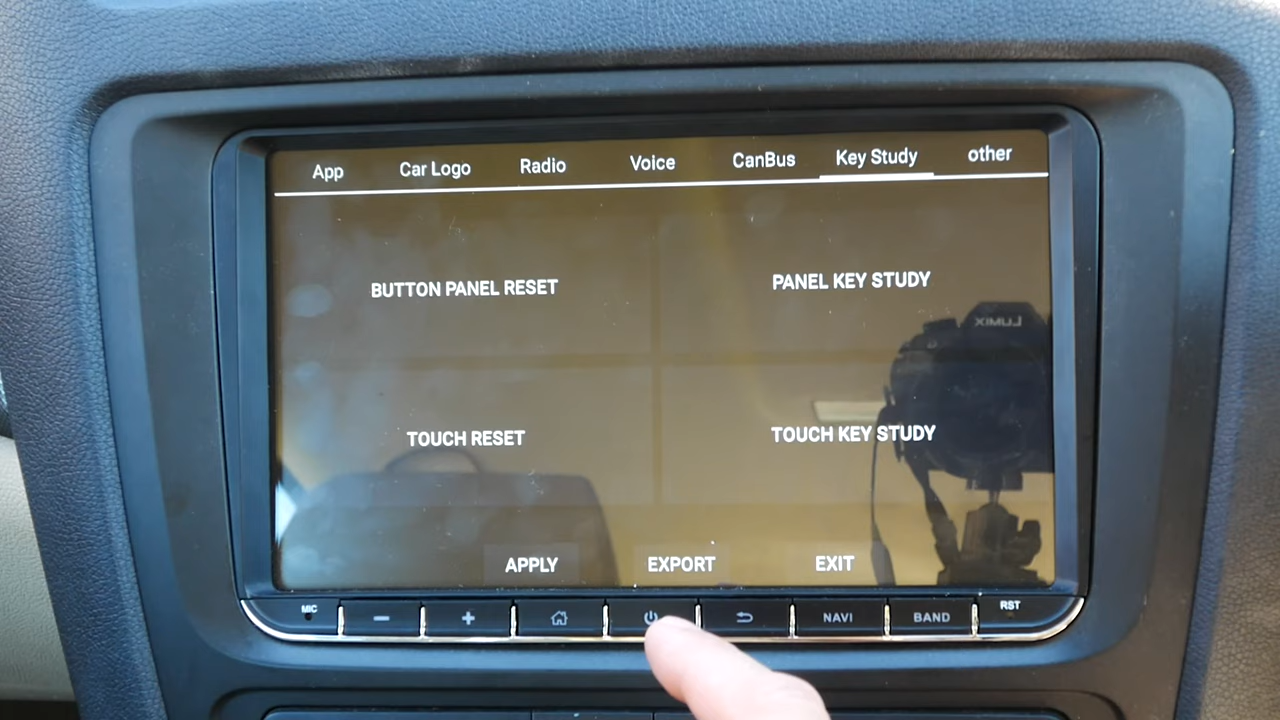 App Car Logo Radio Voice CanBus Key Study other
BUTTON PANEL RESET PANEL KEY STUDY
LUMIX
TOUCH RESET TOUCH KEY STUDY
APPLY EXPORT EXIT
MIC NAVI BAND RST